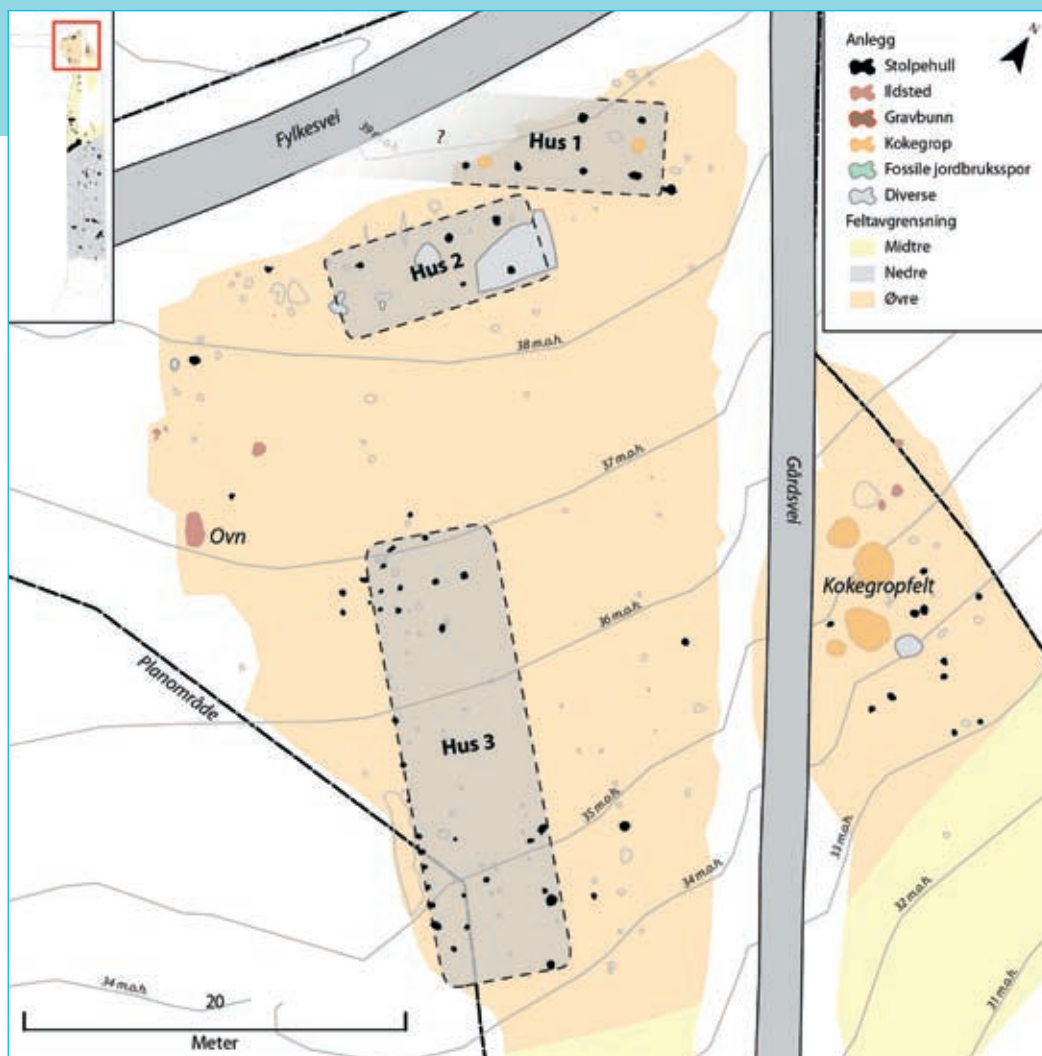 N
Anlegg
Stolpehull
Ildsted
Gravbunn
Kokegrop
Fossile jordbruksspor
Diverse
Feltavgrensning
Midtre
Nedre
Øvre
Fylkesvei
39 m.o.h.
?
Hus 1
Hus 2
38 m.o.h.
37 m.o.h.
Gårdsvei
Ovn
Kokegropfelt
36 m.o.h.
Planområde
Hus 3
35 m.o.h.
33 m.o.h.
34 m.o.h.
32 m.o.h.
34 m.o.h.
31 m.o.h.
20
Meter